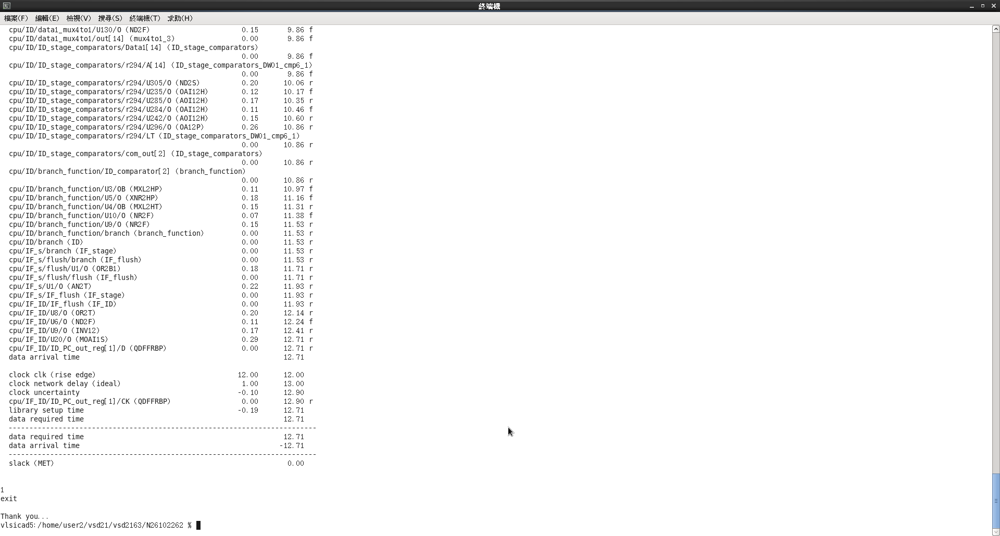 終端機
檔案(F) 編輯(E) 檢視(V) 搜尋(S) 終端機(T) 求助(H)
cpu/ID/data1_mux4to1/U130/O (ND2F) 0.15 9.86 f
cpu/ID/data1_mux4to1/out[14] (mux4to1_3) 0.00 9.86 f
cpu/ID/ID_stage_comparators/Data1[14] (ID_stage_comparators)
0.00 9.86 f
cpu/ID/ID_stage_comparators/r294/A[14] (ID_stage_comparators_DW01_cmp6_1)
0.00 9.86 f
cpu/ID/ID_stage_comparators/r294/U305/O (ND2S) 0.20 10.06 r
cpu/ID/ID_stage_comparators/r294/U235/O (OAI12H) 0.12 10.17 f
cpu/ID/ID_stage_comparators/r294/U285/O (AOI12H) 0.17 10.35 r
cpu/ID/ID_stage_comparators/r294/U284/O (OAI12H) 0.11 10.46 f
cpu/ID/ID_stage_comparators/r294/U242/O (AOI12H) 0.15 10.60 r
cpu/ID/ID_stage_comparators/r294/U296/O (OA12P) 0.26 10.86 r
cpu/ID/ID_stage_comparators/r294/LT (ID_stage_comparators_DW01_cmp6_1)
0.00 10.86 r
cpu/ID/ID_stage_comparators/com_out[2] (ID_stage_comparators)
0.00 10.86 r
cpu/ID/branch_function/ID_comparator[2] (branch_function)
0.00 10.86 r
cpu/ID/branch_function/U3/OB (MXL2HP) 0.11 10.97 f
cpu/ID/branch_function/U5/O (XNR2HP) 0.18 11.16 f
cpu/ID/branch_function/U4/OB (MXL2HT) 0.15 11.31 r
cpu/ID/branch_function/U10/O (NR2F) 0.07 11.38 f
cpu/ID/branch_function/U9/O (NR2F) 0.15 11.53 r
cpu/ID/branch_function/branch (branch_function) 0.00 11.53 r
cpu/ID/branch (ID) 0.00 11.53 r
cpu/IF_s/branch (IF_stage) 0.00 11.53 r
cpu/IF_s/flush/branch (IF_flush) 0.00 11.53 r
cpu/IF_s/flush/U1/O (OR2B1) 0.18 11.71 r
cpu/IF_s/flush/flush (IF_flush) 0.00 11.71 r
cpu/IF_s/U1/O (AN2T) 0.22 11.93 r
cpu/IF_s/IF_flush (IF_stage) 0.00 11.93 r
cpu/IF_ID/IF_flush (IF_ID) 0.00 11.93 r
cpu/IF_ID/U8/O (OR2T) 0.20 12.14 r
cpu/IF_ID/U6/O (ND2F) 0.11 12.24 f
cpu/IF_ID/U9/O (INV12) 0.17 12.41 r
cpu/IF_ID/U20/O (MOAI1S) 0.29 12.71 r
cpu/IF_ID/ID_PC_out_reg[1]/D (QDFFRBP) 0.00 12.71 r
data arrival time 12.71
clock clk (rise edge) 12.00 12.00
clock network delay (ideal) 1.00 13.00
clock uncertainty -0.10 12.90
cpu/IF_ID/ID_PC_out_reg[1]/CK (QDFFRBP) 0.00 12.90 r
library setup time -0.19 12.71
data required time 12.71
---------------------------------------------------------------------------
data required time 12.71
data arrival time -12.71
---------------------------------------------------------------------------
slack (MET) 0.00
1
exit
Thank you...
vlsicad5:/home/user2/vsd21/vsd2163/N26102262 %